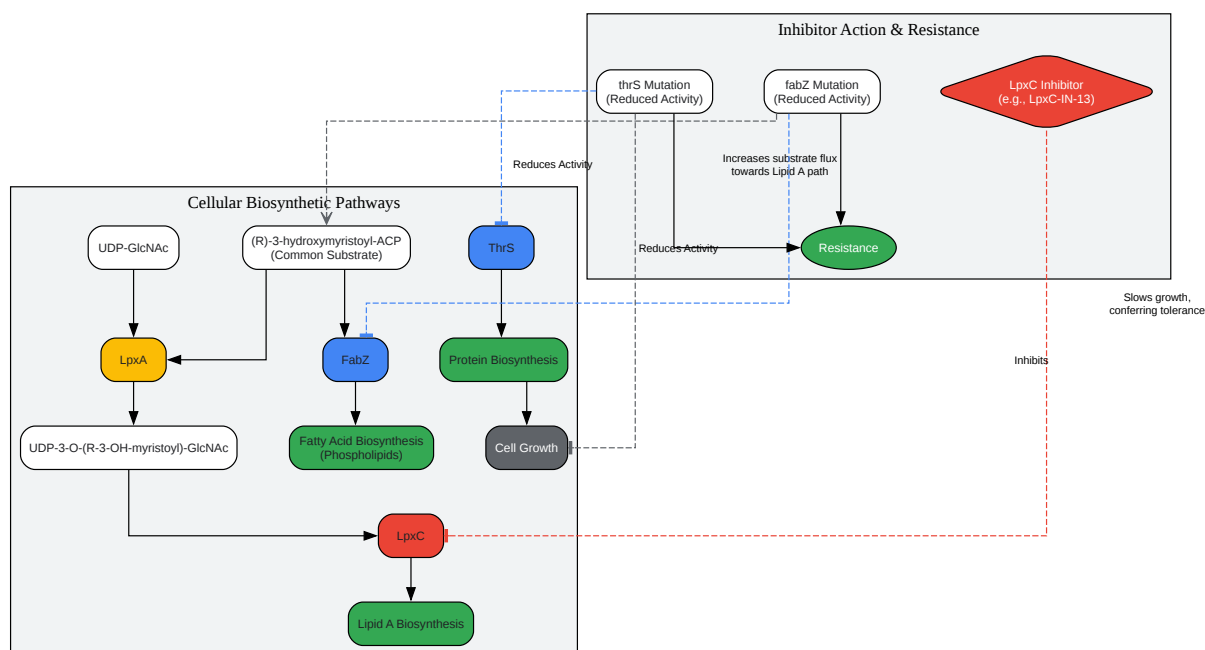 Inhibitor Action & Resistance
thrS Mutation
(Reduced Activity)
fabZ Mutation
(Reduced Activity)
LpxC Inhibitor
(e.g., LpxC-IN-13)
Reduces Activity
Increases substrate flux
towards Lipid A path
Cellular Biosynthetic Pathways
UDP-GlcNAc
(R)-3-hydroxymyristoyl-ACP
(Common Substrate)
ThrS
Reduces Activity
Resistance
Slows growth,
conferring tolerance
LpxA
FabZ
Protein Biosynthesis
Inhibits
UDP-3-O-(R-3-OH-myristoyl)-GlcNAc
Fatty Acid Biosynthesis
(Phospholipids)
Cell Growth
LpxC
Lipid A Biosynthesis